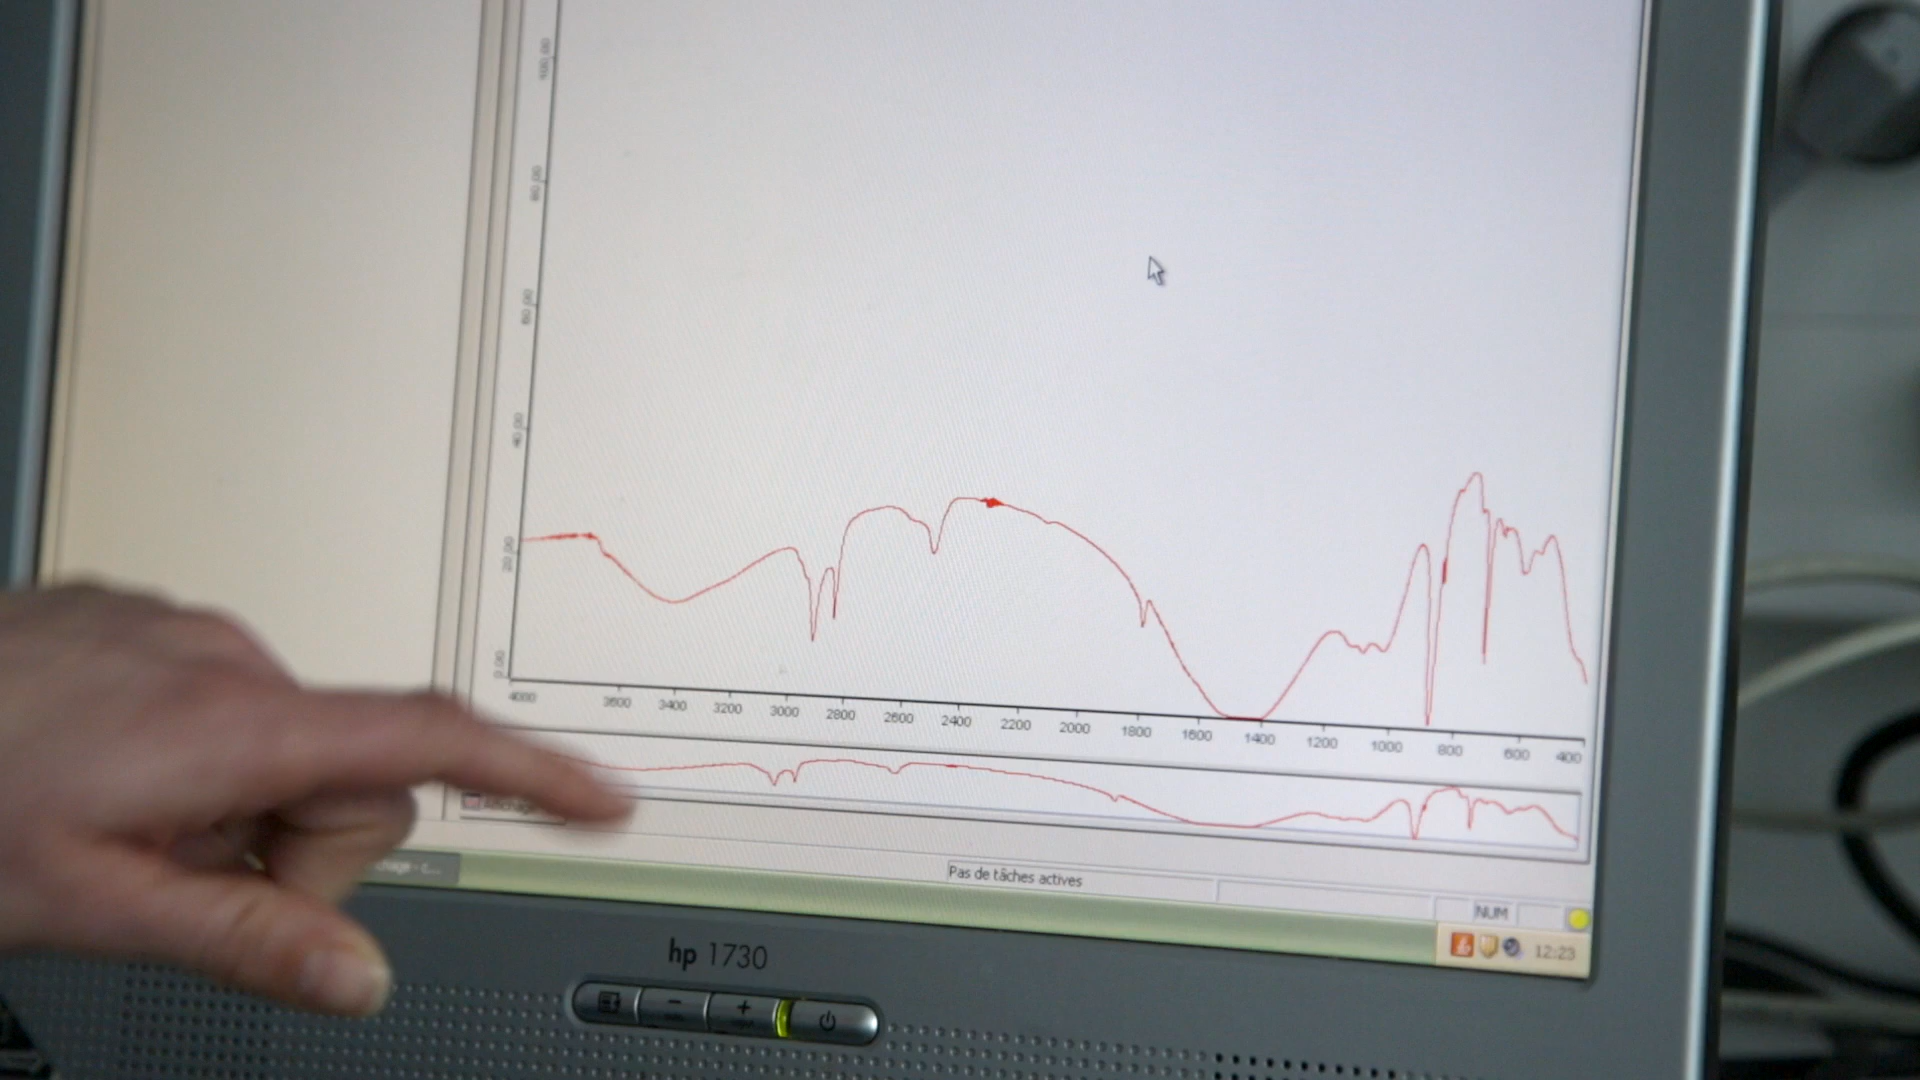 100,00
80,00
60,00
40,00
20,00
0,00
4000 3600 3400 3200 3000 2800 2600 2400 2200 2000 1800 1600 1400 1200 1000 800 600 400
Pas de tâches actives
NUM
12:23
hp 1730